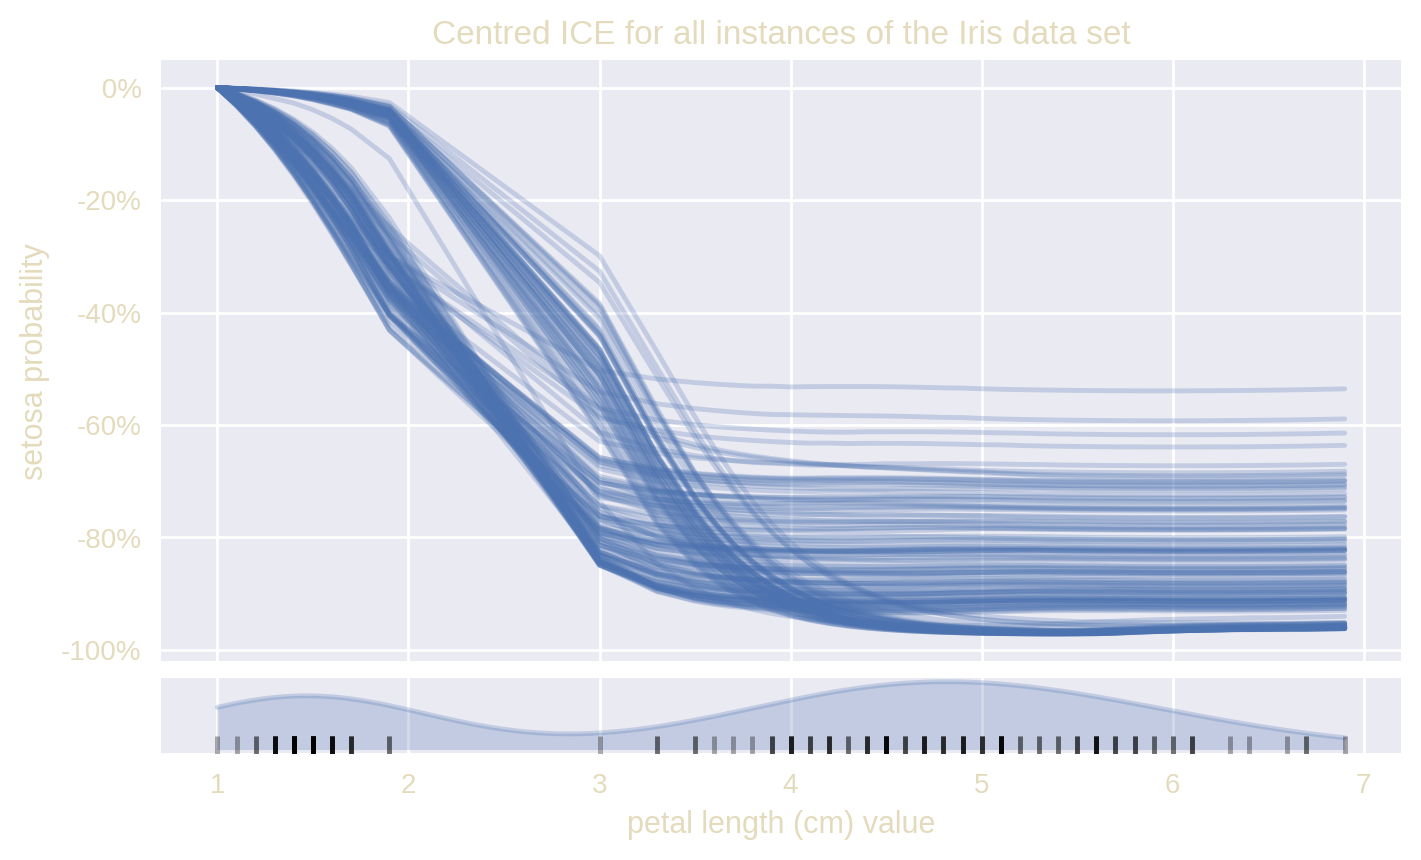 Centred ICE for all instances of the Iris data set
0%
-20%
-40%
-60%
-80%
-100%
setosa probability
1 2 3 4 5 6 7
petal length (cm) value